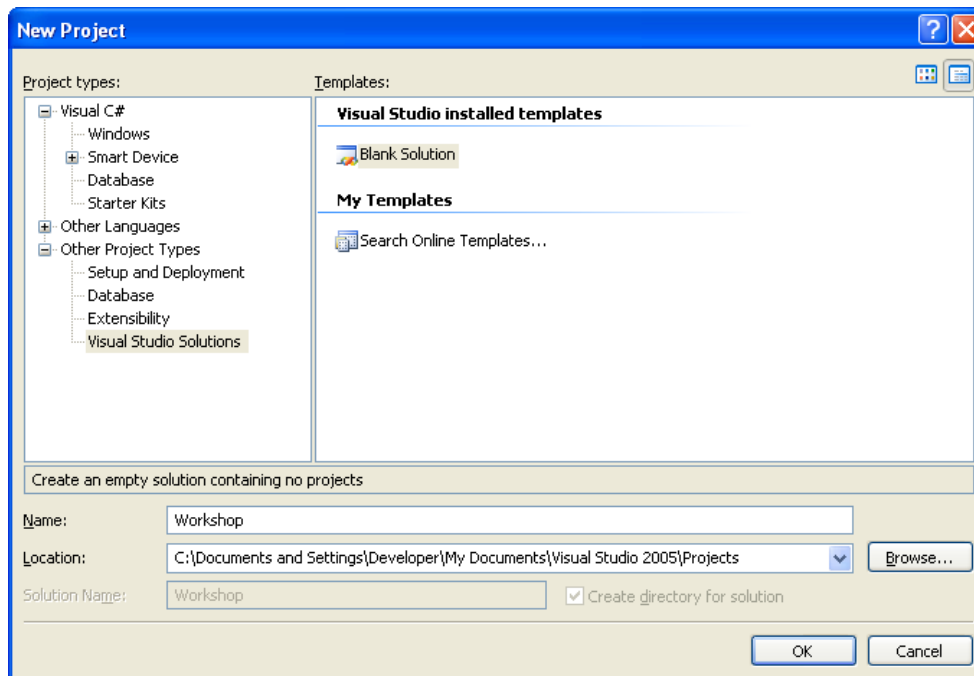 New Project
Project types:
Templates:
Visual C#
Windows
Smart Device
Database
Starter Kits
Other Languages
Other Project Types
Setup and Deployment
Database
Extensibility
Visual Studio Solutions
Visual Studio installed templates
Blank Solution
My Templates
Search Online Templates...
Create an empty solution containing no projects
Name: Workshop
Location: C:\Documents and Settings\Developer\My Documents\Visual Studio 2005\Projects Browse...
Solution Name: Workshop Create directory for solution
OK Cancel